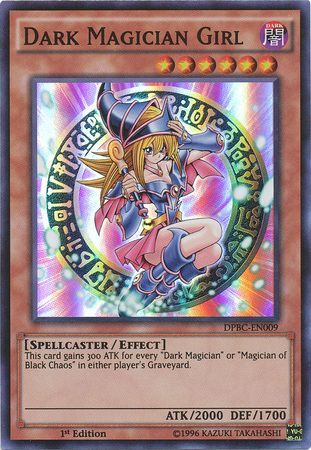 DARK MAGICIAN GIRL
DARK
闇
DPBC-EN009
[SPELLCASTER / EFFECT]
This card gains 300 ATK for every "Dark Magician" or "Magician of
Black Chaos" in either player's Graveyard.
ATK/2000 DEF/1700
1st Edition
©1996 KAZUKI TAKAHASHI